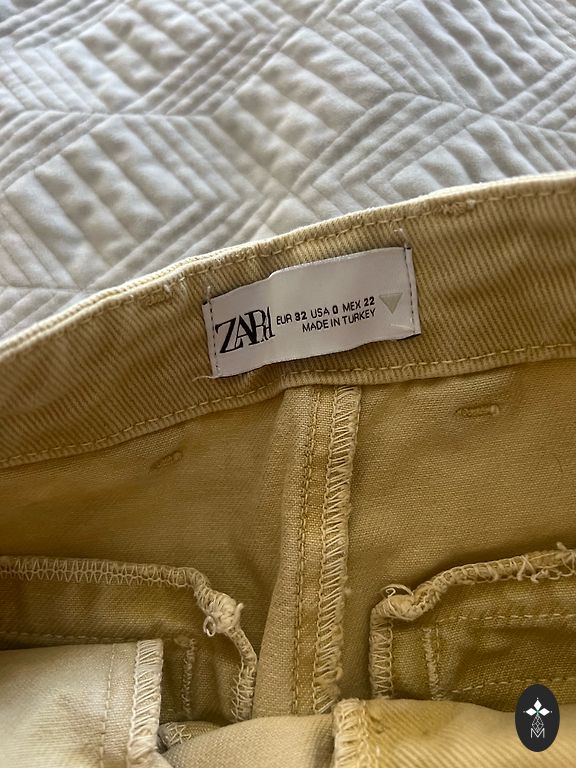 ZARA
EUR 32 USA 0 MEX 22
MADE IN TURKEY
M